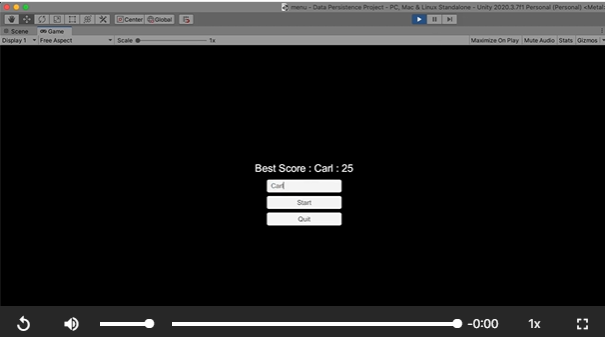 menu - Data Persistence Project - PC, Mac & Linux Standalone - Unity 2020.3.7f1 Personal (Personal) <Metal>
Center Global
Scene Game
Display 1 Free Aspect Scale 1x Maximize On Play Mute Audio Stats Gizmos
Best Score : Carl : 25
Carl
Start
Quit
-0:00 1x